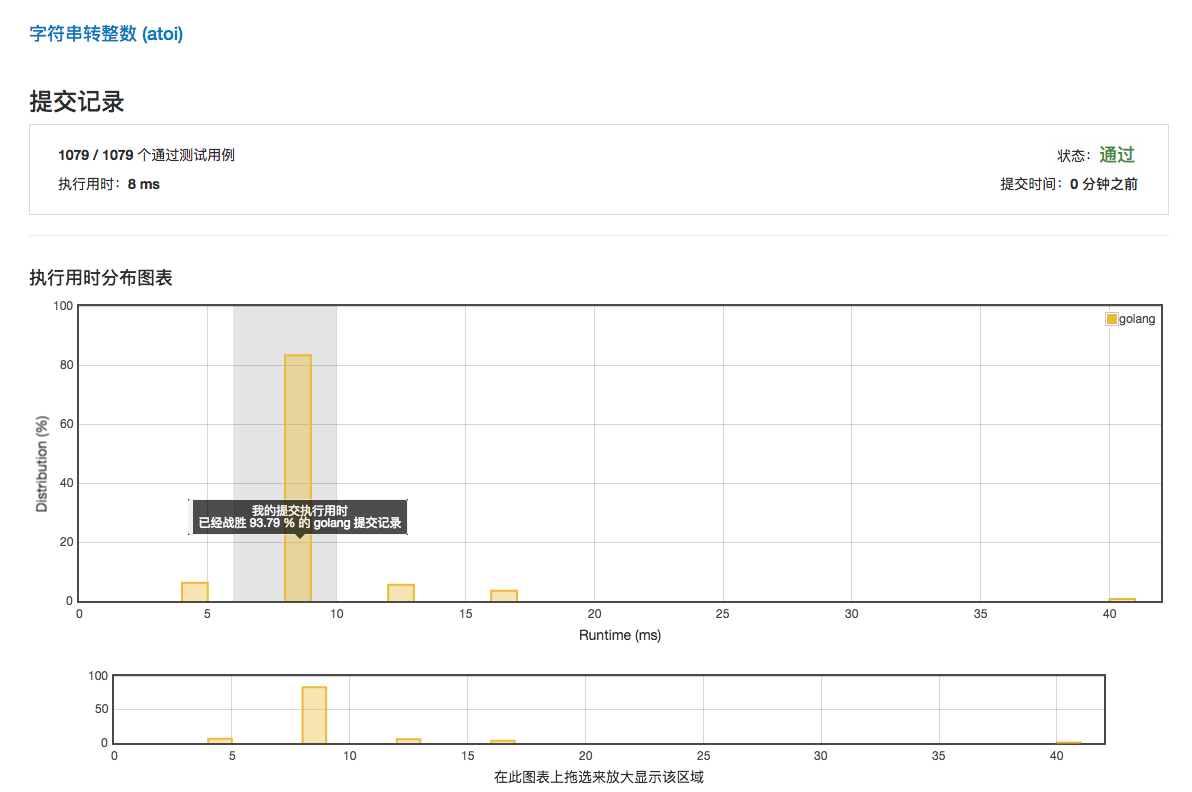 字符串转整数 (atoi)
提交记录
1079 / 1079 个通过测试用例
状态：通过
执行用时：8 ms
提交时间：0 分钟之前
执行用时分布图表
100
80
60
40
20
0
Distribution (%)
golang
我的提交执行用时
已经战胜 93.79 % 的 golang 提交记录
0 5 10 15 20 25 30 35 40
Runtime (ms)
100
50
0
0 5 10 15 20 25 30 35 40
在此图表上拖选来放大显示该区域